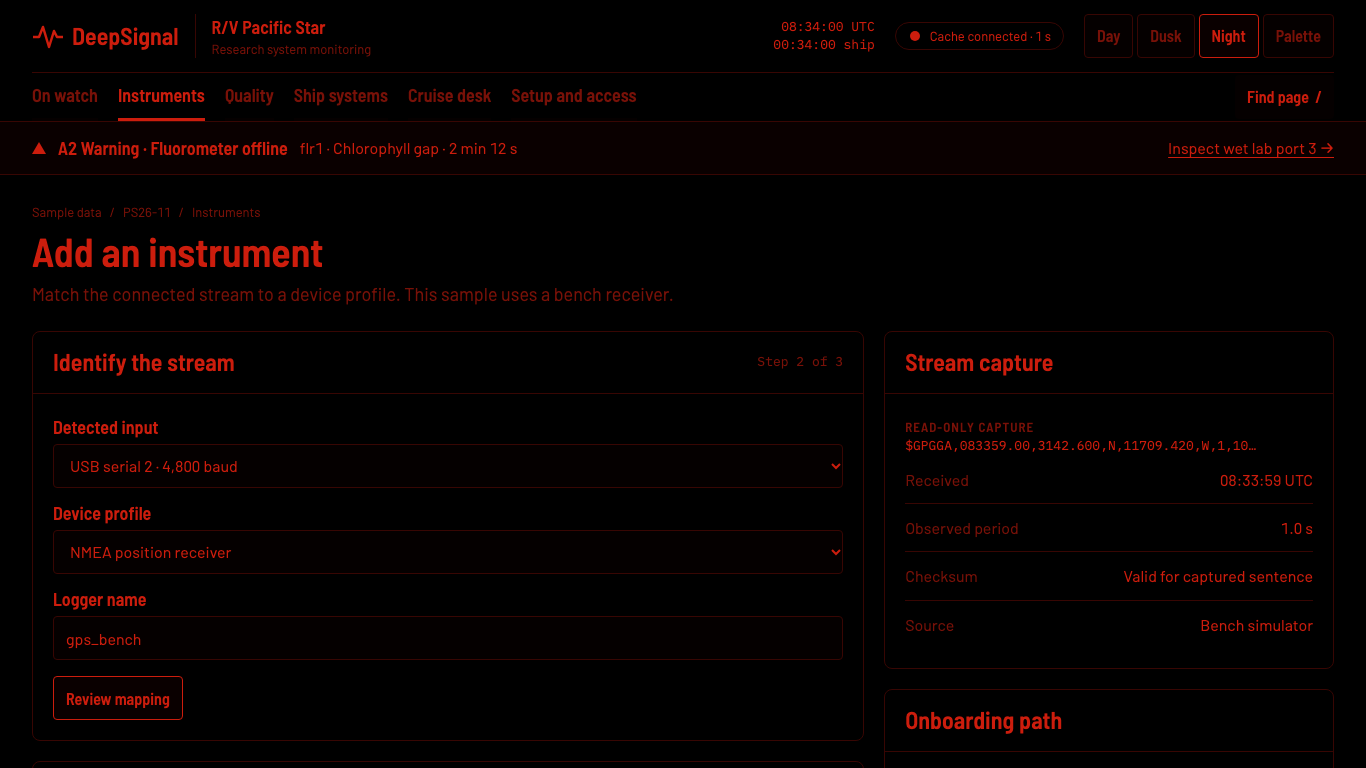 DeepSignal
R/V Pacific Star
Research system monitoring
08:34:00 UTC
00:34:00 ship
Cache connected · 1 s
Day
Dusk
Night
Palette
On watch
Instruments
Quality
Ship systems
Cruise desk
Setup and access
Find page /
A2 Warning · Fluorometer offline flr1 · Chlorophyll gap · 2 min 12 s
Inspect wet lab port 3 →
Sample data / PS26-11 / Instruments
Add an instrument
Match the connected stream to a device profile. This sample uses a bench receiver.
Identify the stream
Step 2 of 3
Detected input
USB serial 2 · 4,800 baud
Device profile
NMEA position receiver
Logger name
gps_bench
Review mapping
Stream capture
READ-ONLY CAPTURE
$GPGGA,083359.00,3142.600,N,11709.420,W,1,10…
Received 08:33:59 UTC
Observed period 1.0 s
Checksum Valid for captured sentence
Source Bench simulator
Onboarding path